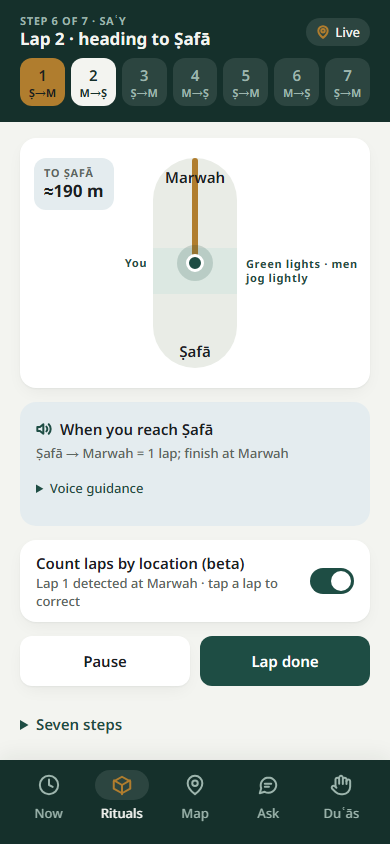 STEP 6 OF 7 · SAʿY
Lap 2 · heading to Ṣafā
Live
1
Ṣ→M
2
M→Ṣ
3
Ṣ→M
4
M→Ṣ
5
Ṣ→M
6
M→Ṣ
7
Ṣ→M
TO ṢAFĀ
≈190 m
Marwah
You
Green lights · men
jog lightly
Ṣafā
When you reach Ṣafā
Ṣafā → Marwah = 1 lap; finish at Marwah
Voice guidance
Count laps by location (beta)
Lap 1 detected at Marwah · tap a lap to
correct
Pause
Lap done
Seven steps
Now
Rituals
Map
Ask
Duʿās